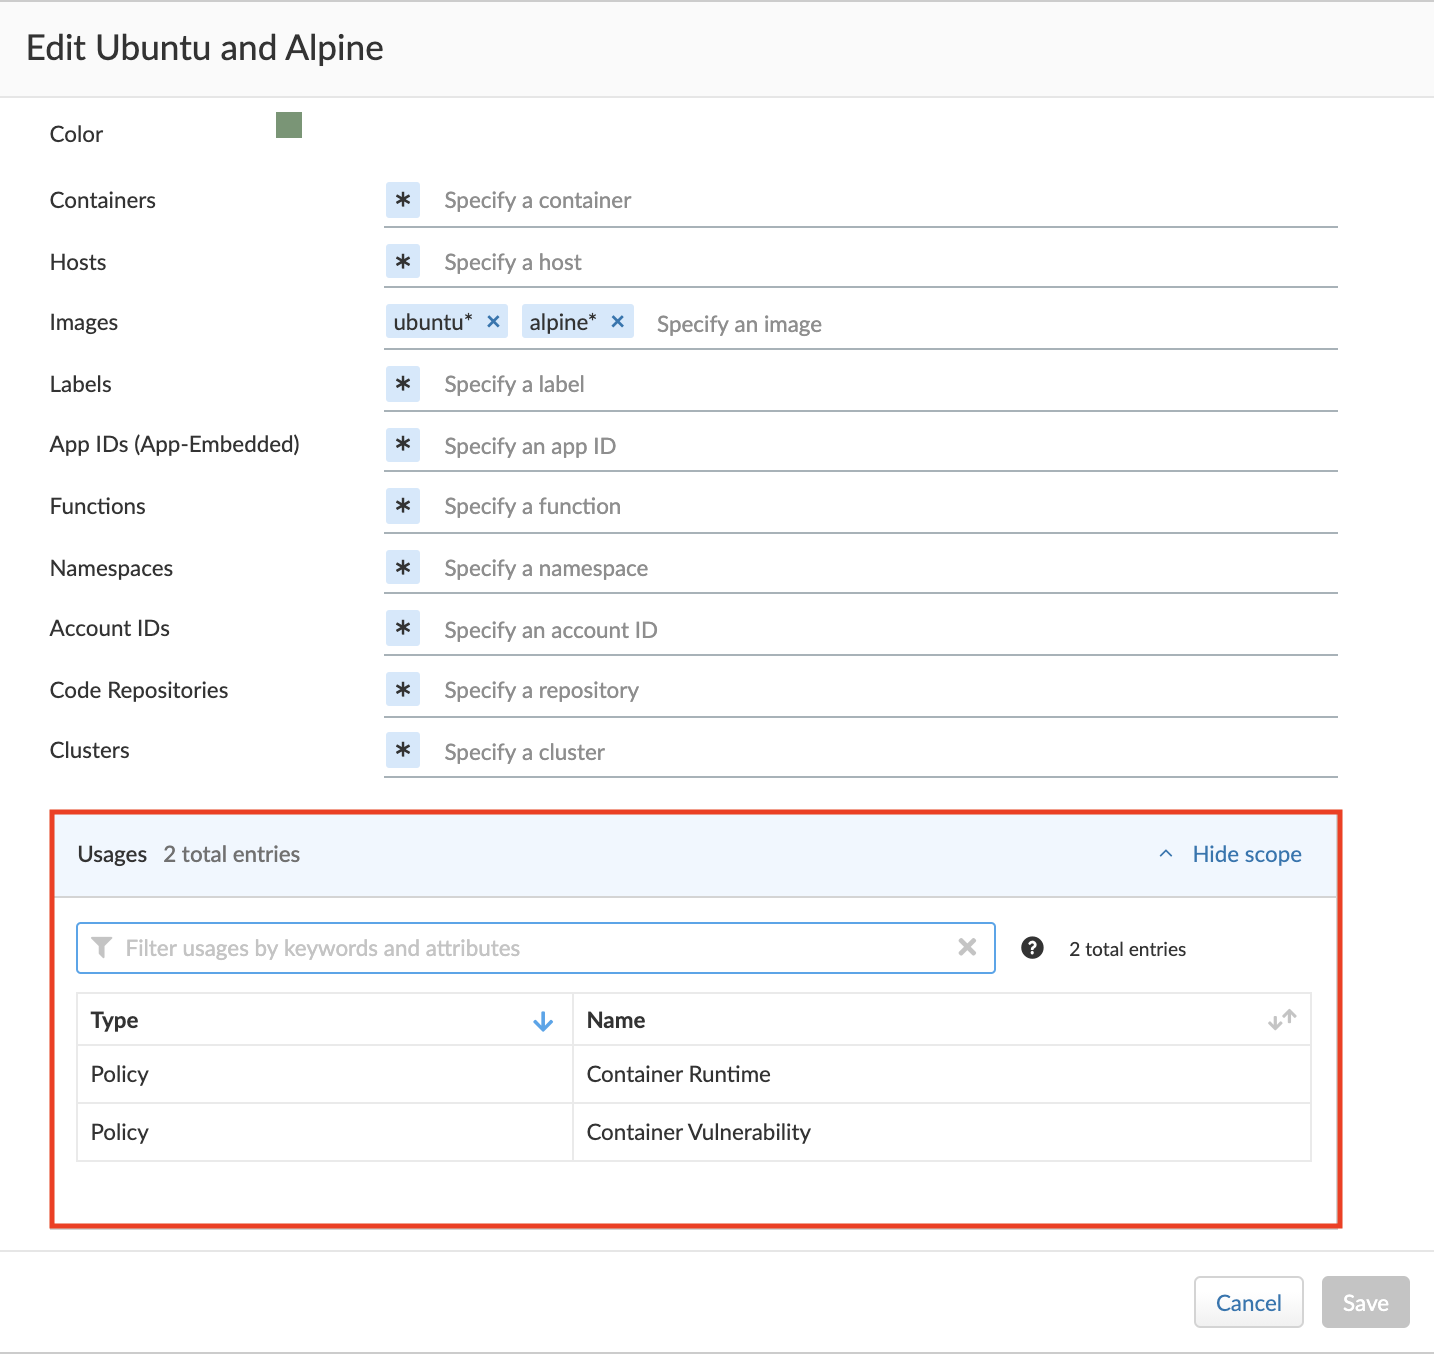 Edit Ubuntu and Alpine
Color
Containers * Specify a container
Hosts * Specify a host
Images ubuntu* × alpine* × Specify an image
Labels * Specify a label
App IDs (App-Embedded) * Specify an app ID
Functions * Specify a function
Namespaces * Specify a namespace
Account IDs * Specify an account ID
Code Repositories * Specify a repository
Clusters * Specify a cluster
Usages 2 total entries Hide scope
Filter usages by keywords and attributes ? 2 total entries
Type Name
Policy Container Runtime
Policy Container Vulnerability
Cancel Save